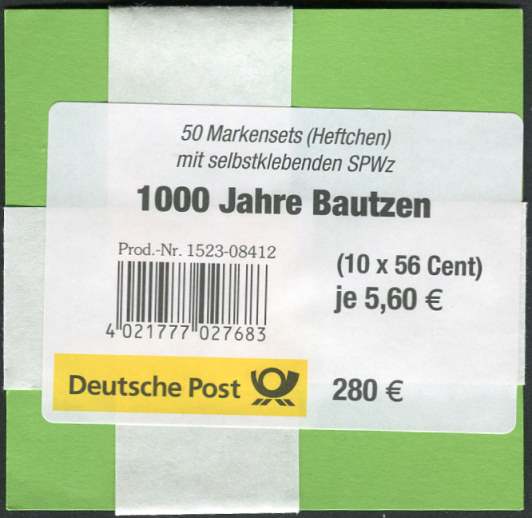 50 Markensets (Heftchen)
mit selbstklebenden SPWz
1000 Jahre Bautzen
Prod.-Nr. 1523-08412
(10 x 56 Cent)
je 5,60 €
4 021777 027683
Deutsche Post
280 €